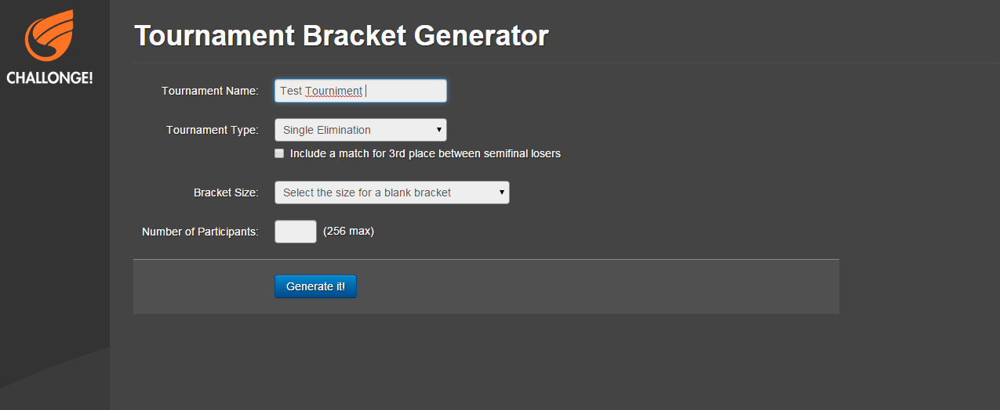 CHALLONGE!
Tournament Bracket Generator
Tournament Name: Test Tourniment
Tournament Type: Single Elimination
Include a match for 3rd place between semifinal losers
Bracket Size: Select the size for a blank bracket
Number of Participants: (256 max)
Generate it!